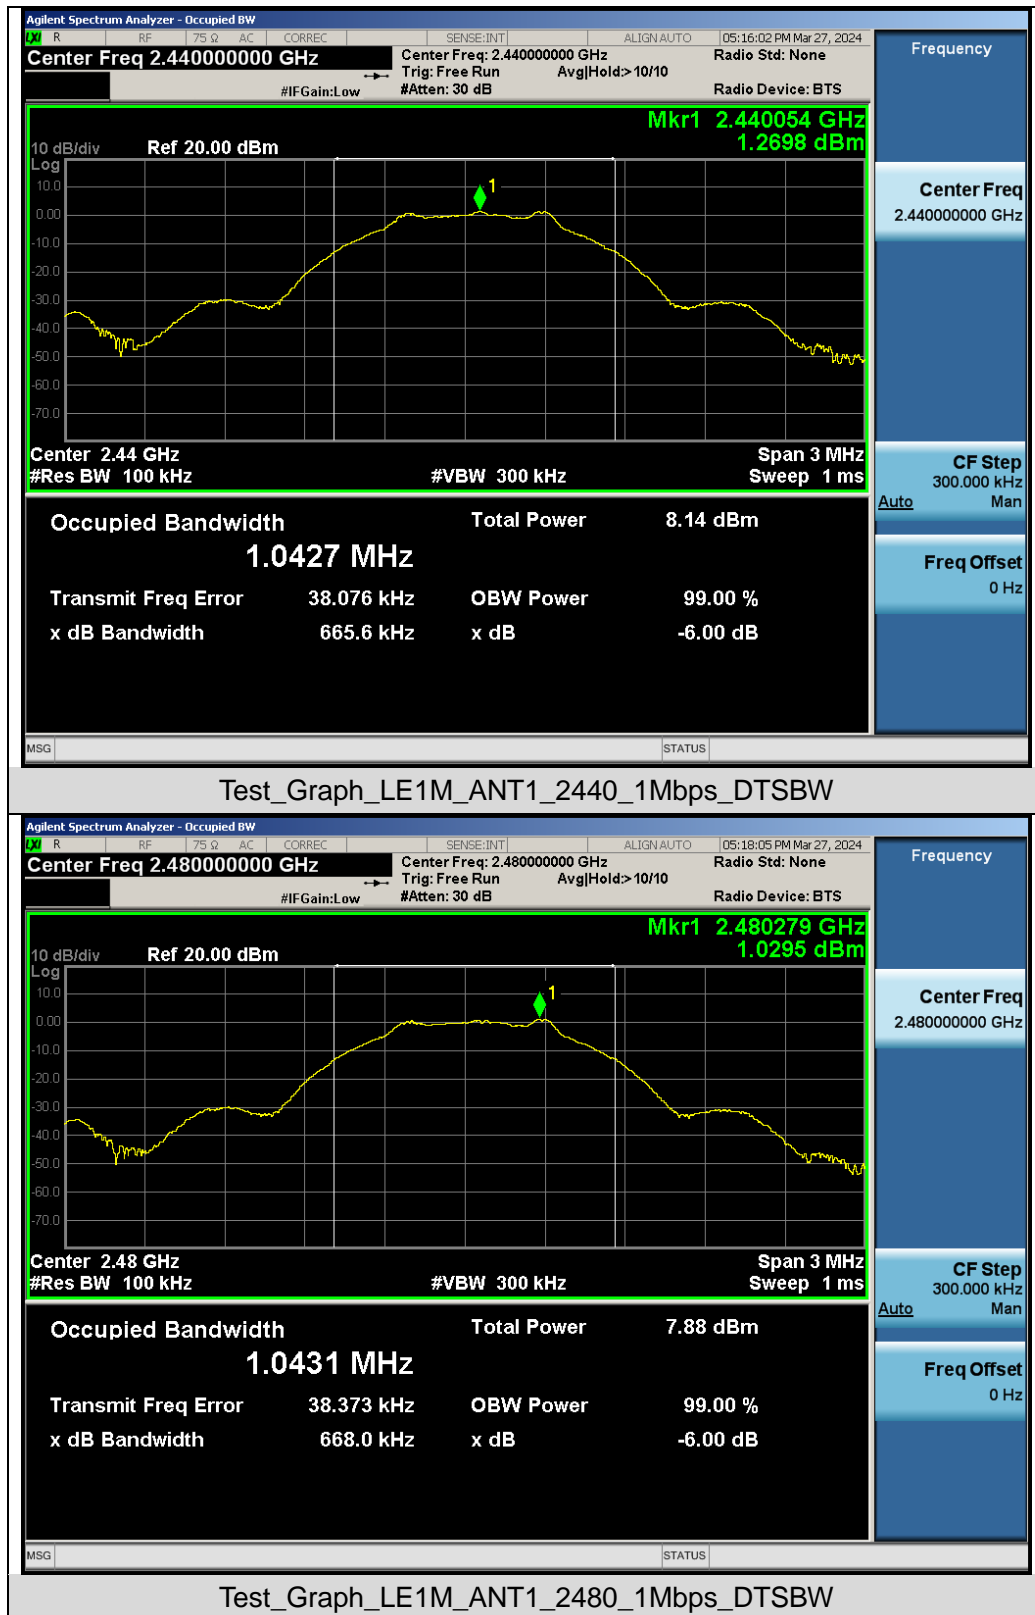 Agilent Spectrum Analyzer - Occupied BW
LXI R RF 75 Ω AC CORREC SENSE:INT ALIGN AUTO 05:16:02 PM Mar 27, 2024
Center Freq 2.440000000 GHz
Center Freq: 2.440000000 GHz Radio Std: None
Trig: Free Run Avg|Hold:>10/10
#IFGain:Low #Atten: 30 dB Radio Device: BTS
Frequency
Mkr1 2.440054 GHz
1.2698 dBm
10 dB/div Ref 20.00 dBm
Log
10.0
0.00
-10.0
-20.0
-30.0
-40.0
-50.0
-60.0
-70.0
1
Center Freq
2.440000000 GHz
Center 2.44 GHz Span 3 MHz
#Res BW 100 kHz #VBW 300 kHz Sweep 1 ms
CF Step
300.000 kHz
Auto Man
Occupied Bandwidth Total Power 8.14 dBm
1.0427 MHz
Transmit Freq Error 38.076 kHz OBW Power 99.00 %
x dB Bandwidth 665.6 kHz x dB -6.00 dB
Freq Offset
0 Hz
MSG STATUS
Test_Graph_LE1M_ANT1_2440_1Mbps_DTSBW
Agilent Spectrum Analyzer - Occupied BW
LXI R RF 75 Ω AC CORREC SENSE:INT ALIGN AUTO 05:18:05 PM Mar 27, 2024
Center Freq 2.480000000 GHz
Center Freq: 2.480000000 GHz Radio Std: None
Trig: Free Run Avg|Hold:>10/10
#IFGain:Low #Atten: 30 dB Radio Device: BTS
Frequency
Mkr1 2.480279 GHz
1.0295 dBm
10 dB/div Ref 20.00 dBm
Log
10.0
0.00
-10.0
-20.0
-30.0
-40.0
-50.0
-60.0
-70.0
1
Center Freq
2.480000000 GHz
Center 2.48 GHz Span 3 MHz
#Res BW 100 kHz #VBW 300 kHz Sweep 1 ms
CF Step
300.000 kHz
Auto Man
Occupied Bandwidth Total Power 7.88 dBm
1.0431 MHz
Transmit Freq Error 38.373 kHz OBW Power 99.00 %
x dB Bandwidth 668.0 kHz x dB -6.00 dB
Freq Offset
0 Hz
MSG STATUS
Test_Graph_LE1M_ANT1_2480_1Mbps_DTSBW